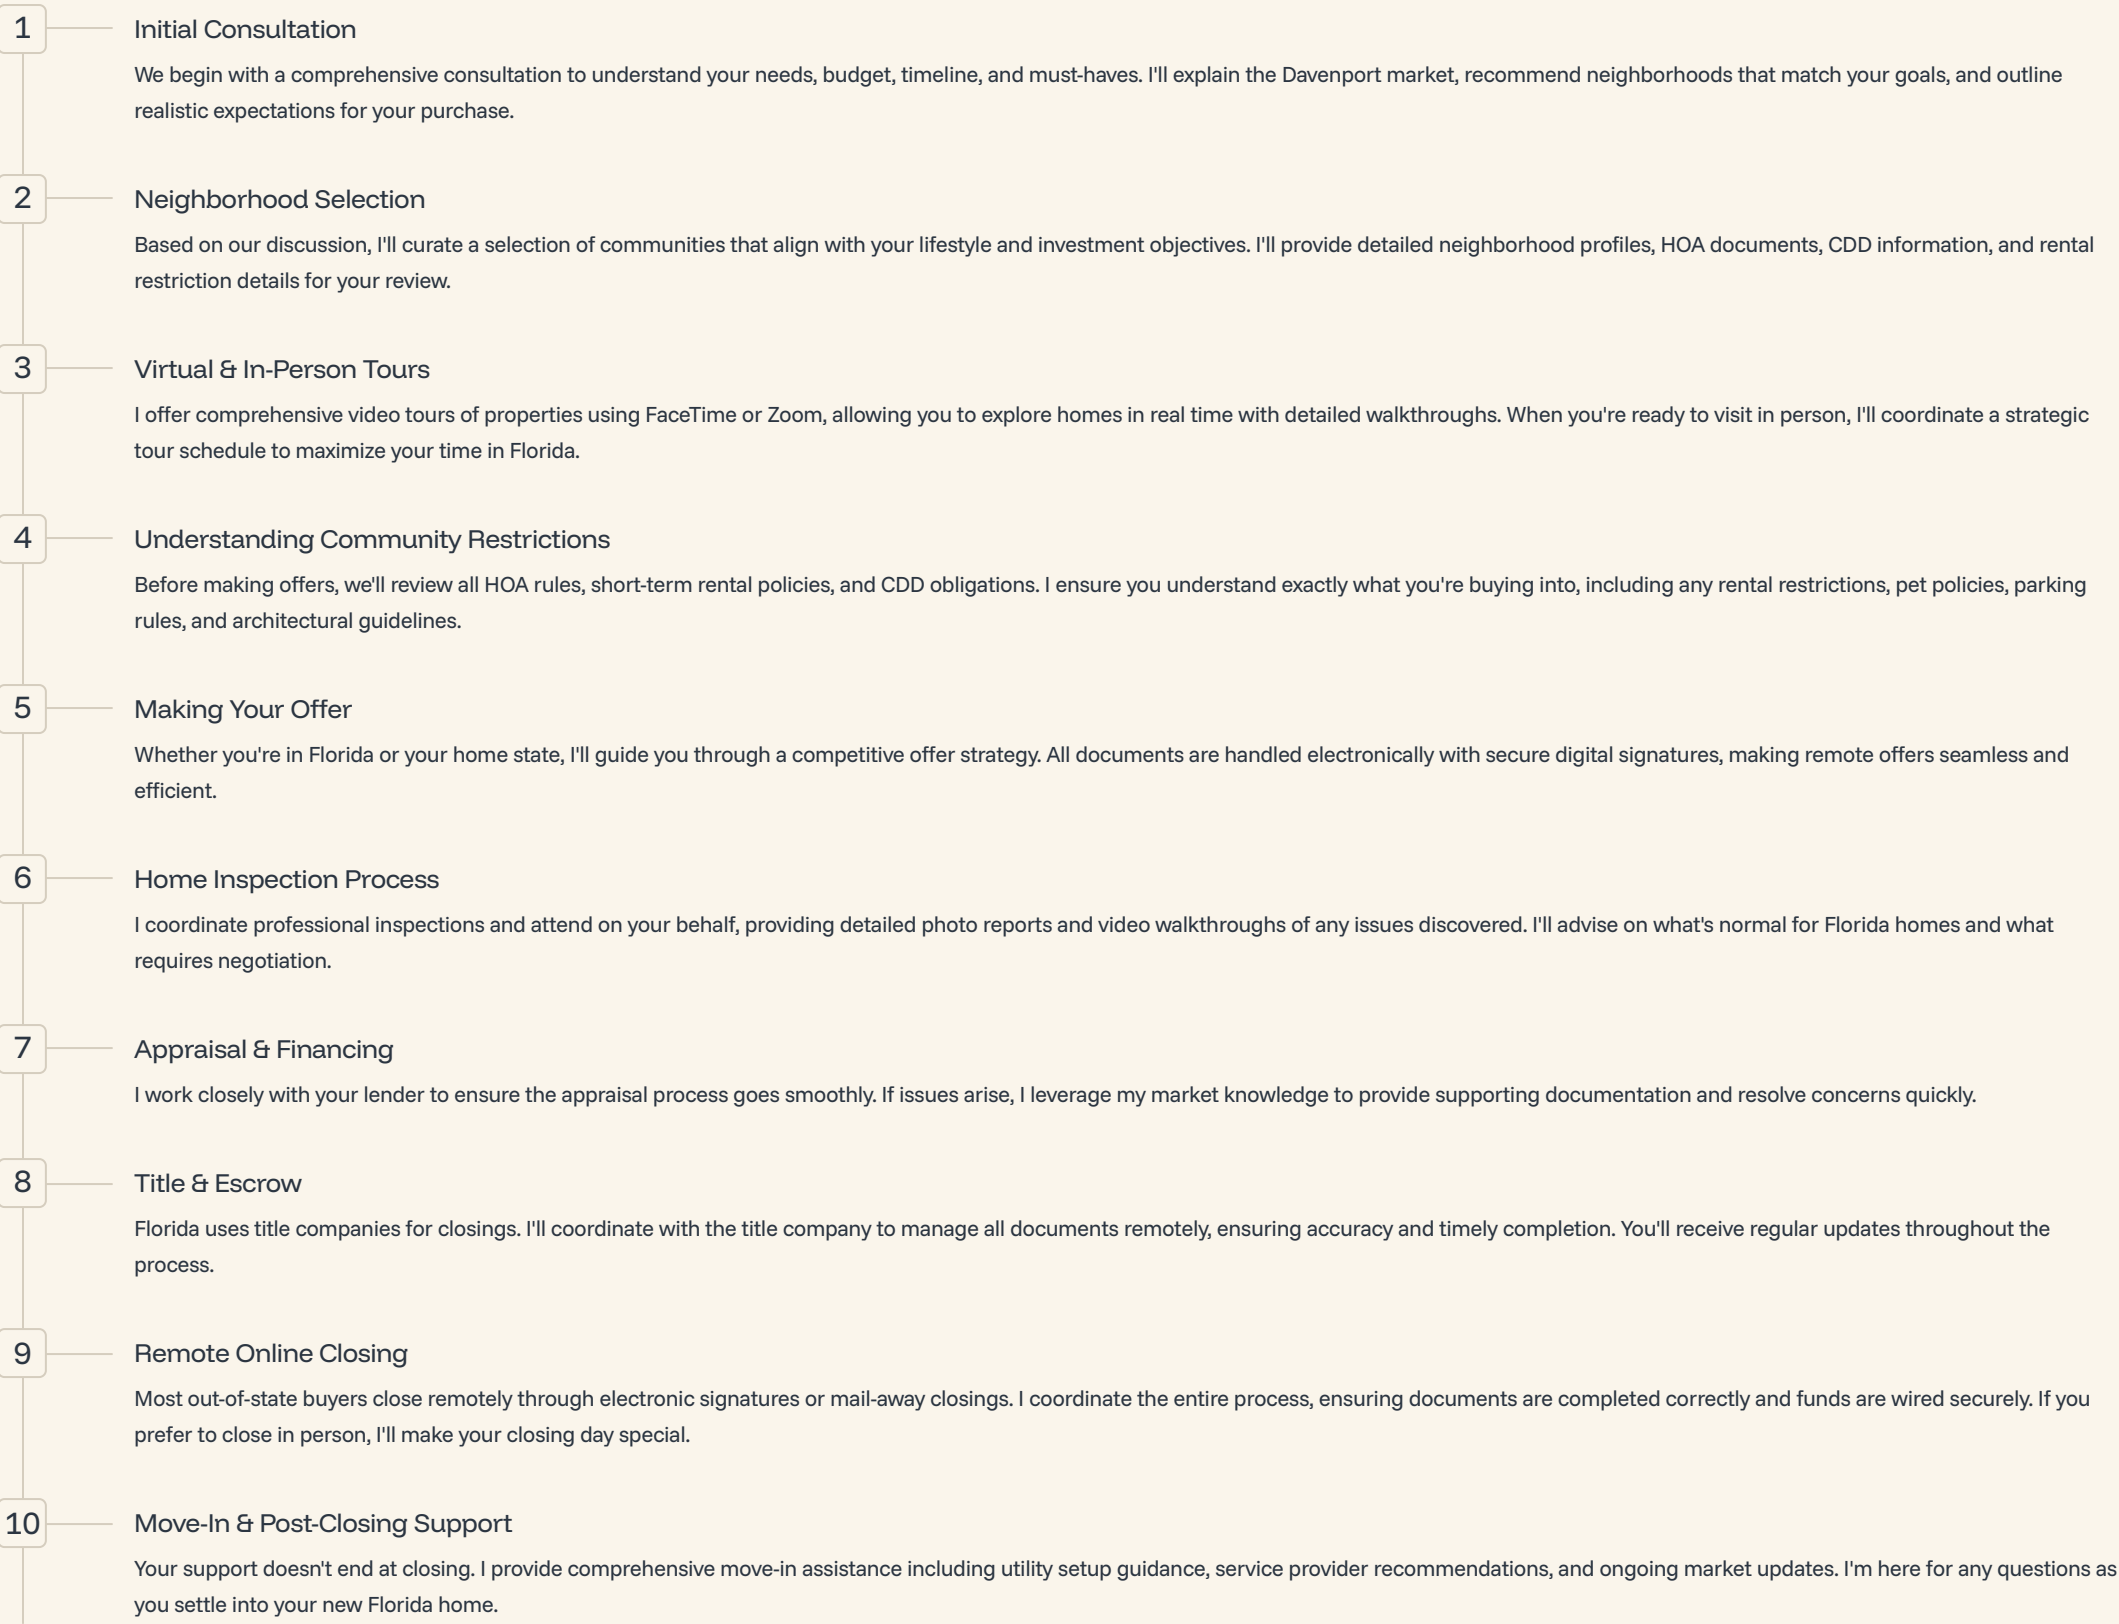 1
Initial Consultation
We begin with a comprehensive consultation to understand your needs, budget, timeline, and must-haves. I'll explain the Davenport market, recommend neighborhoods that match your goals, and outline
realistic expectations for your purchase.
2
Neighborhood Selection
Based on our discussion, I'll curate a selection of communities that align with your lifestyle and investment objectives. I'll provide detailed neighborhood profiles, HOA documents, CDD information, and rental
restriction details for your review.
3
Virtual & In-Person Tours
I offer comprehensive video tours of properties using FaceTime or Zoom, allowing you to explore homes in real time with detailed walkthroughs. When you're ready to visit in person, I'll coordinate a strategic
tour schedule to maximize your time in Florida.
4
Understanding Community Restrictions
Before making offers, we'll review all HOA rules, short-term rental policies, and CDD obligations. I ensure you understand exactly what you're buying into, including any rental restrictions, pet policies, parking
rules, and architectural guidelines.
5
Making Your Offer
Whether you're in Florida or your home state, I'll guide you through a competitive offer strategy. All documents are handled electronically with secure digital signatures, making remote offers seamless and
efficient.
6
Home Inspection Process
I coordinate professional inspections and attend on your behalf, providing detailed photo reports and video walkthroughs of any issues discovered. I'll advise on what's normal for Florida homes and what
requires negotiation.
7
Appraisal & Financing
I work closely with your lender to ensure the appraisal process goes smoothly. If issues arise, I leverage my market knowledge to provide supporting documentation and resolve concerns quickly.
8
Title & Escrow
Florida uses title companies for closings. I'll coordinate with the title company to manage all documents remotely, ensuring accuracy and timely completion. You'll receive regular updates throughout the
process.
9
Remote Online Closing
Most out-of-state buyers close remotely through electronic signatures or mail-away closings. I coordinate the entire process, ensuring documents are completed correctly and funds are wired securely. If you
prefer to close in person, I'll make your closing day special.
10
Move-In & Post-Closing Support
Your support doesn't end at closing. I provide comprehensive move-in assistance including utility setup guidance, service provider recommendations, and ongoing market updates. I'm here for any questions as
you settle into your new Florida home.